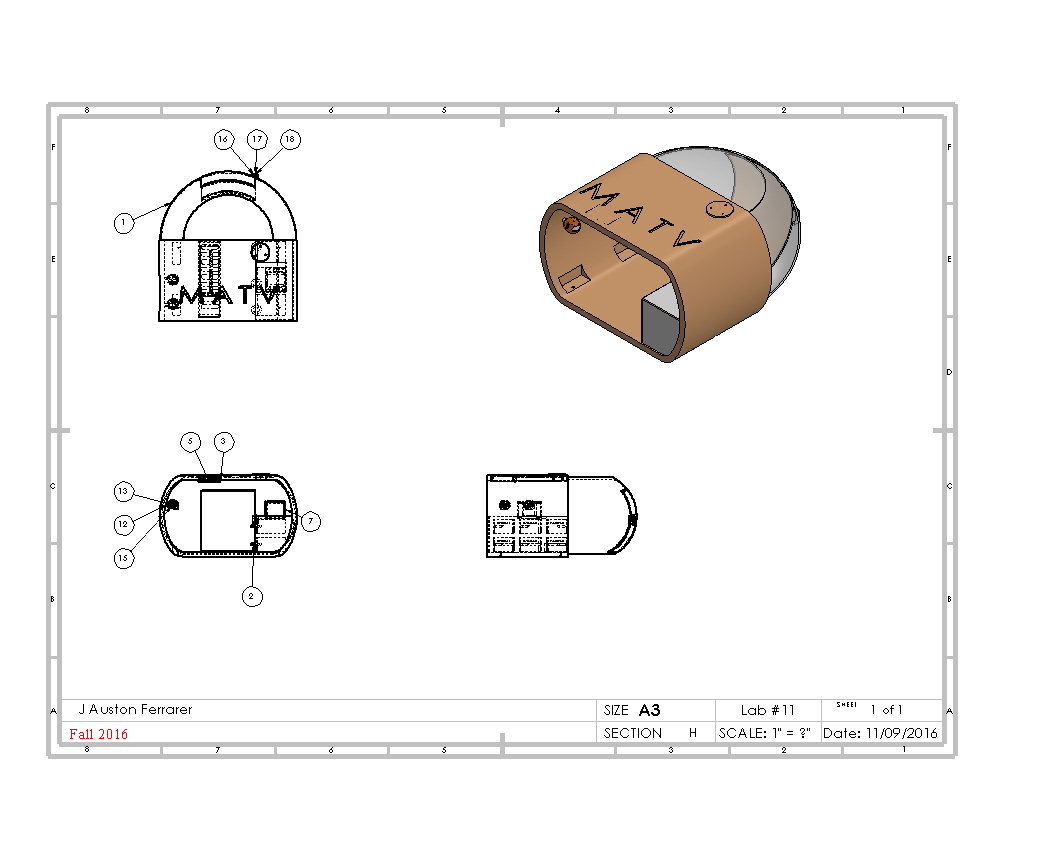 8 7 6 5 4 3 2 1
F F
16 17 18
1
MATV
E E
MATV
D
5 3
C C
13
12
7
15
2
B B
J Auston Ferrarer
SIZE A3
Lab #11
SHEET 1 of 1
A A
Fall 2016
SECTION H
SCALE: 1" = ?"
Date: 11/09/2016
8 7 6 5 3 2 1